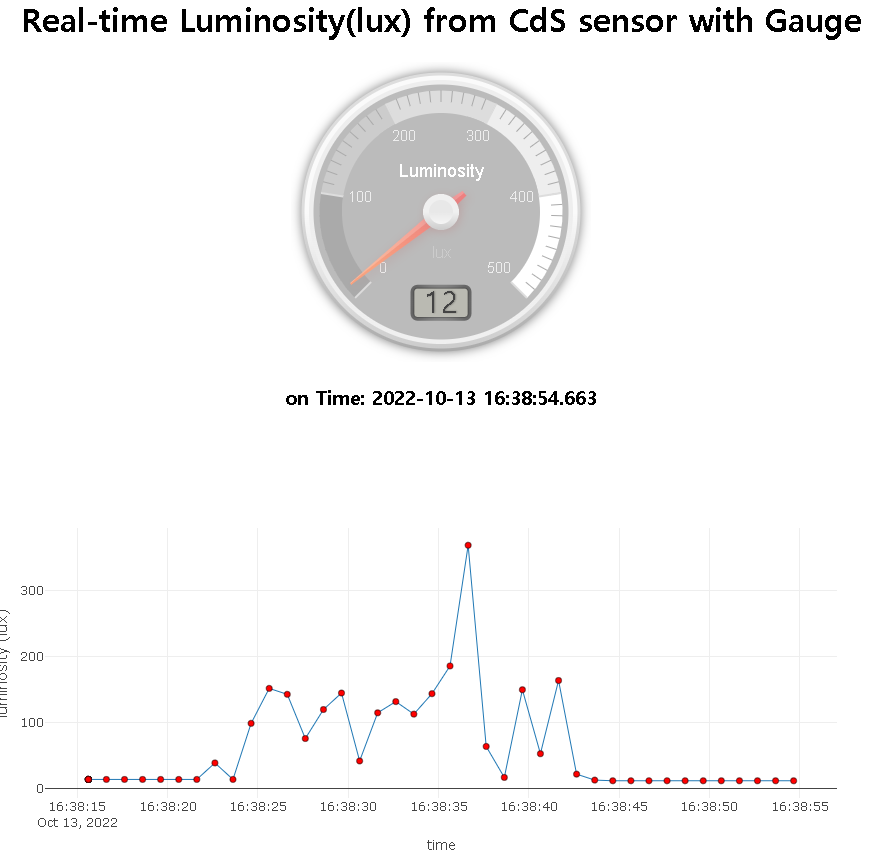 Real-time Luminosity(lux) from CdS sensor with Gauge
200 300
Luminosity
100 400
lux
0 500
12
on Time: 2022-10-13 16:38:54.663
luminosity (lux)
300
200
100
0
16:38:15 16:38:20 16:38:25 16:38:30 16:38:35 16:38:40 16:38:45 16:38:50 16:38:55
Oct 13, 2022
time